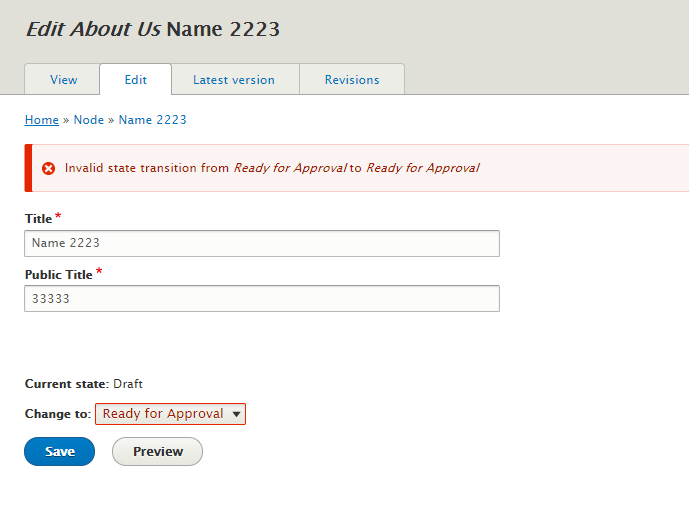 Edit About Us Name 2223
View Edit Latest version Revisions
Home » Node » Name 2223
Invalid state transition from Ready for Approval to Ready for Approval
Title *
Name 2223
Public Title *
33333
Current state: Draft
Change to: Ready for Approval
Save Preview